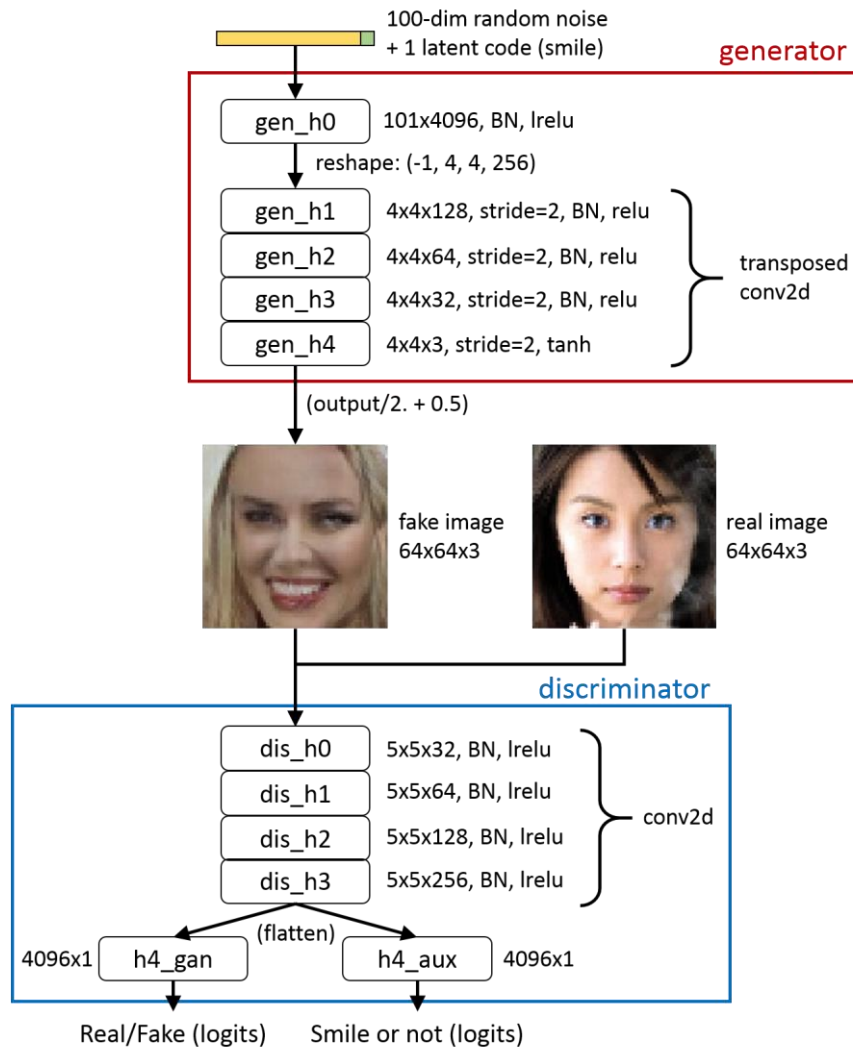 100-dim random noise
+ 1 latent code (smile)
generator
gen_h0
101x4096, BN, lrelu
reshape: (-1, 4, 4, 256)
gen_h1
4x4x128, stride=2, BN, relu
gen_h2
4x4x64, stride=2, BN, relu
gen_h3
4x4x32, stride=2, BN, relu
gen_h4
4x4x3, stride=2, tanh
transposed
conv2d
(output/2. + 0.5)
fake image
64x64x3
real image
64x64x3
discriminator
dis_h0
5x5x32, BN, lrelu
dis_h1
5x5x64, BN, lrelu
dis_h2
5x5x128, BN, lrelu
dis_h3
5x5x256, BN, lrelu
conv2d
(flatten)
4096x1
h4_gan
h4_aux
4096x1
Real/Fake (logits)
Smile or not (logits)